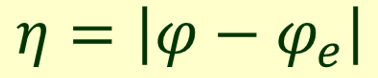 η = |φ − φₑ|